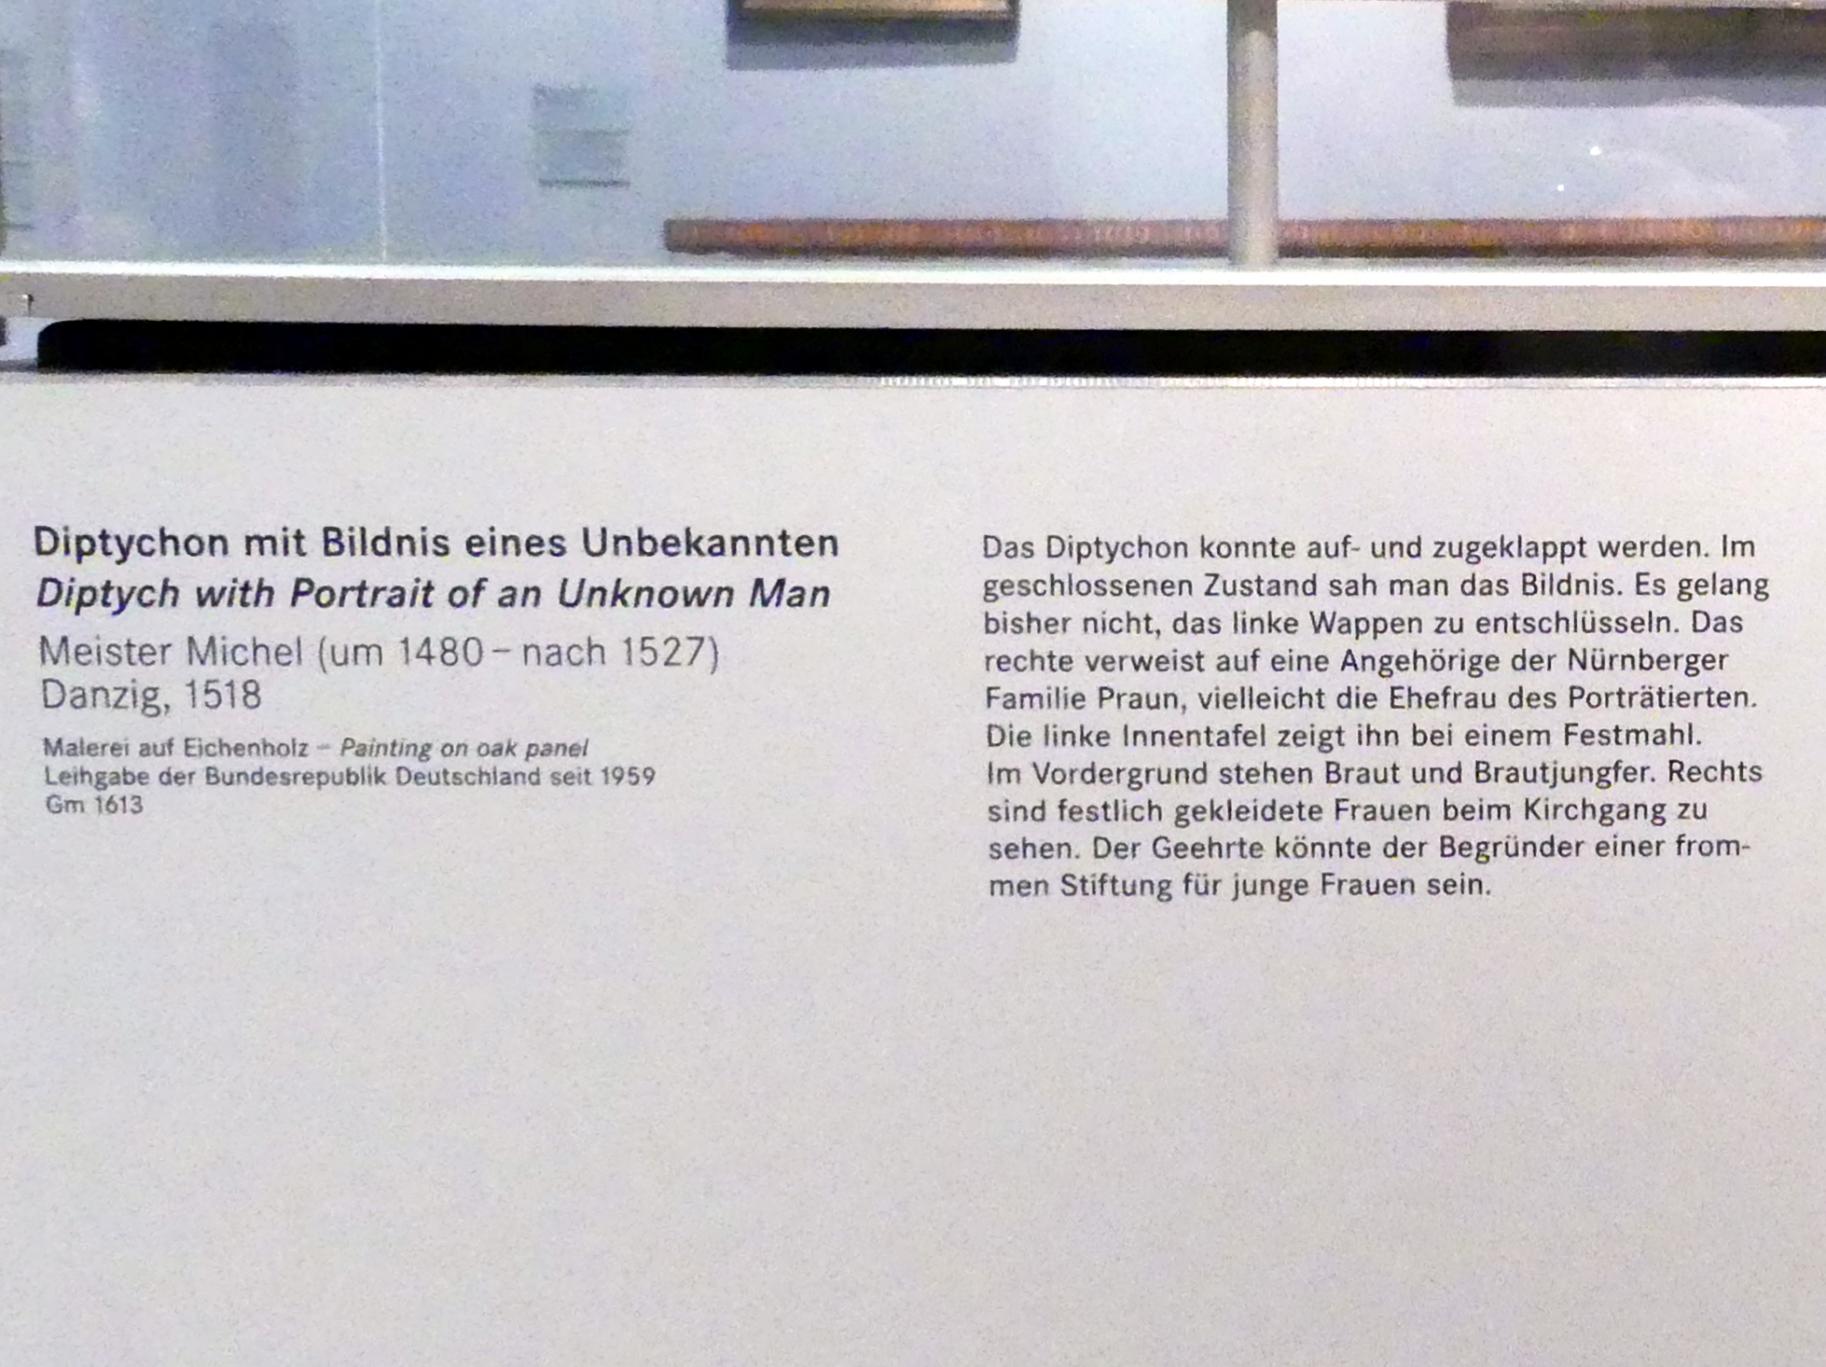 Diptychon mit Bildnis eines Unbekannten
Diptych with Portrait of an Unknown Man
Meister Michel (um 1480 – nach 1527)
Danzig, 1518
Malerei auf Eichenholz – Painting on oak panel
Leihgabe der Bundesrepublik Deutschland seit 1959
Gm 1613
Das Diptychon konnte auf- und zugeklappt werden. Im
geschlossenen Zustand sah man das Bildnis. Es gelang
bisher nicht, das linke Wappen zu entschlüsseln. Das
rechte verweist auf eine Angehörige der Nürnberger
Familie Praun, vielleicht die Ehefrau des Porträtierten.
Die linke Innentafel zeigt ihn bei einem Festmahl.
Im Vordergrund stehen Braut und Brautjungfer. Rechts
sind festlich gekleidete Frauen beim Kirchgang zu
sehen. Der Geehrte könnte der Begründer einer from-
men Stiftung für junge Frauen sein.